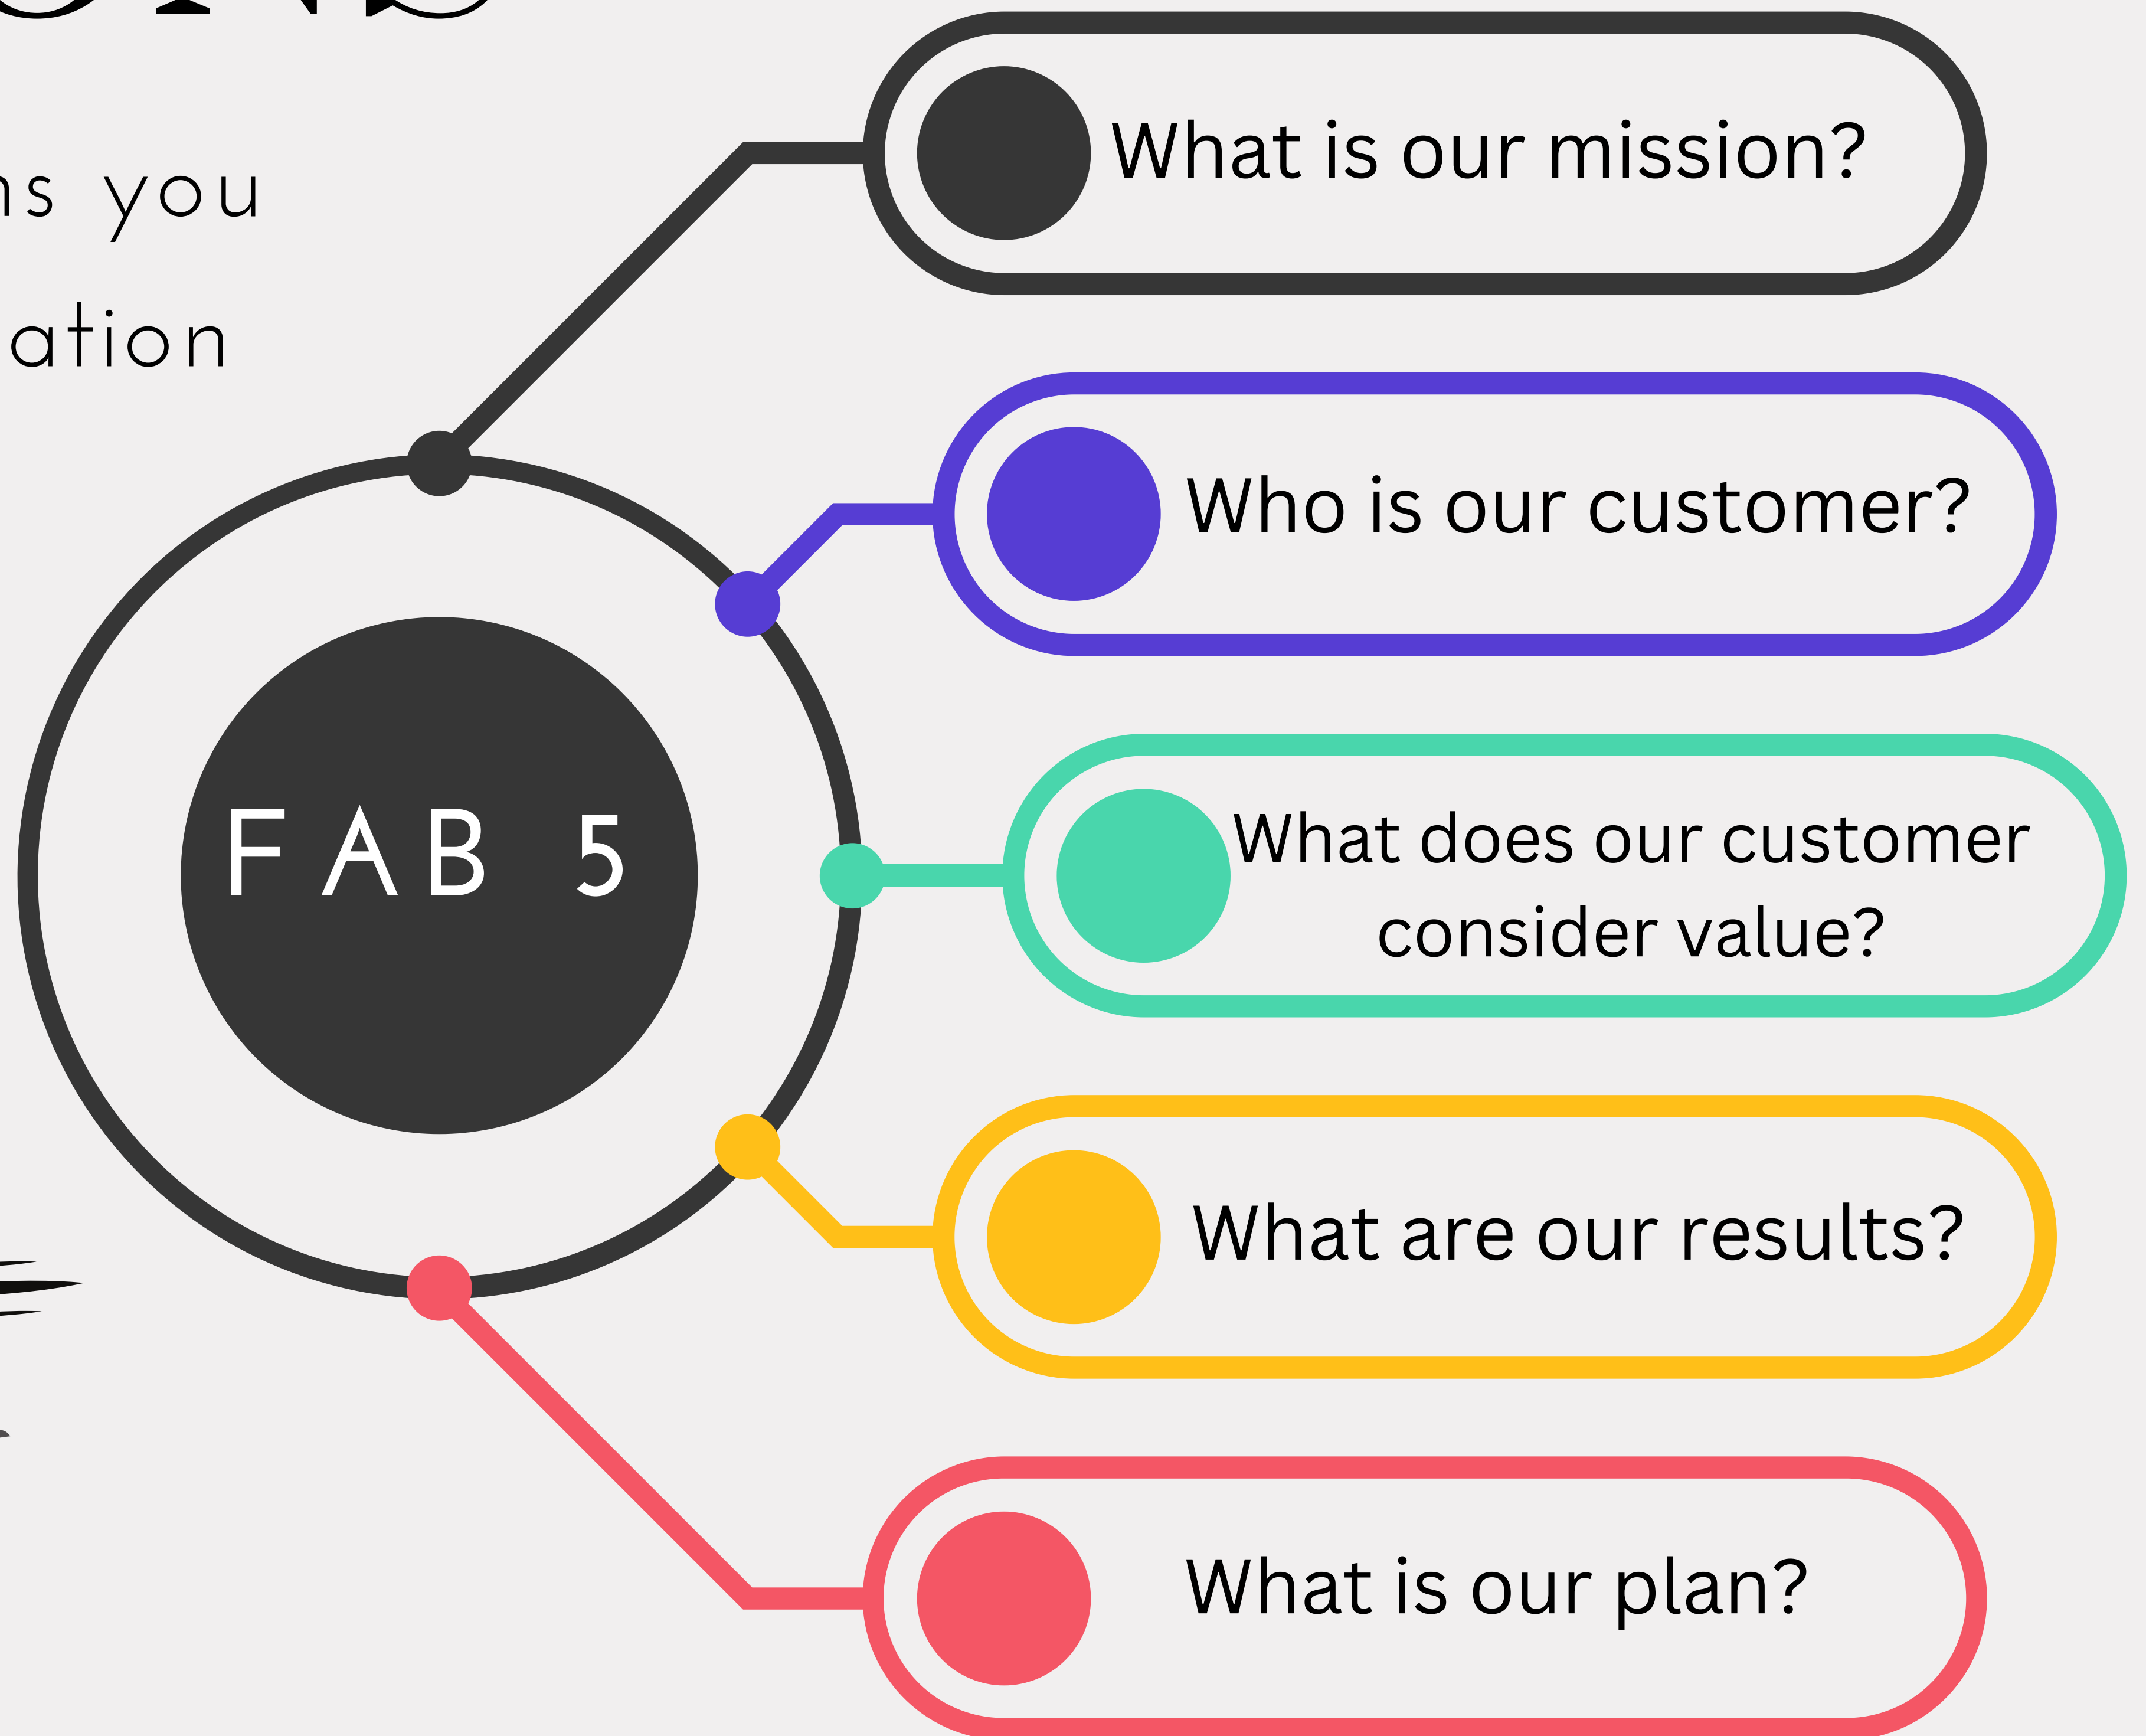 you
What is our mission?
Who is our customer?
FAB 5
What does our customer
consider value?
What are our results?
What is our plan?